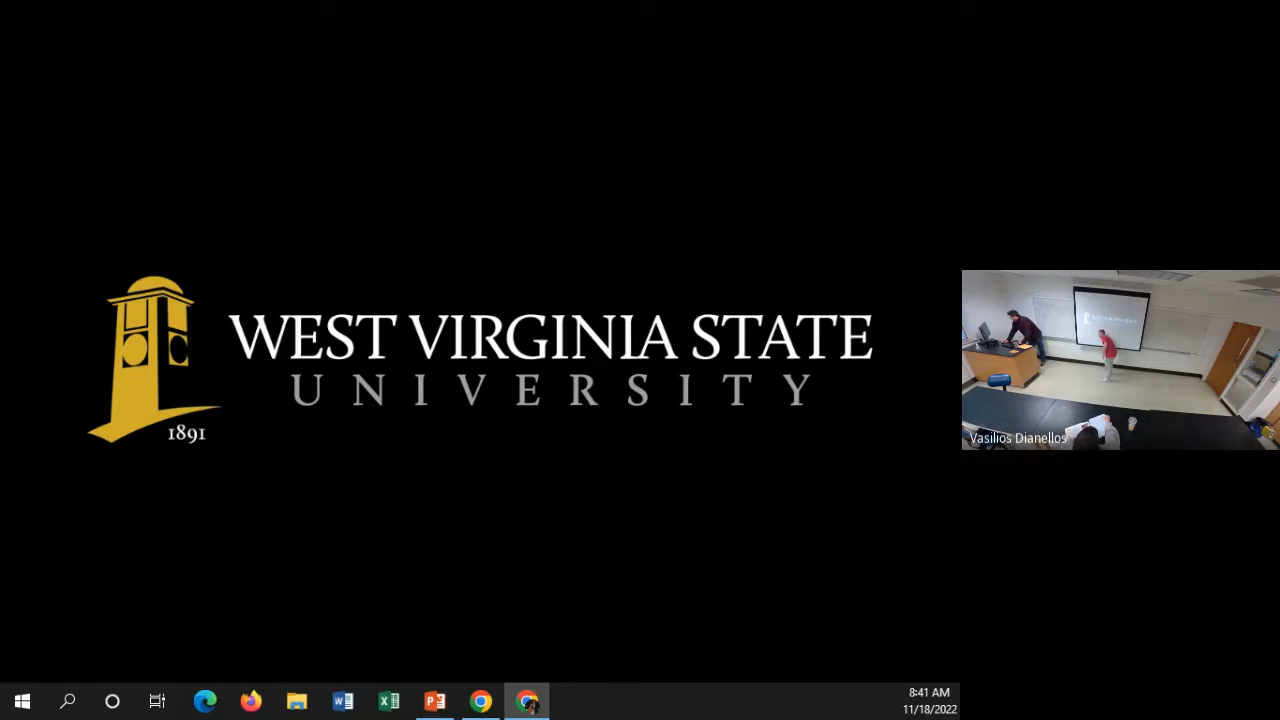 WEST VIRGINIA STATE
UNIVERSITY
1891
Vasilios Dianellos
8:41 AM
11/18/2022